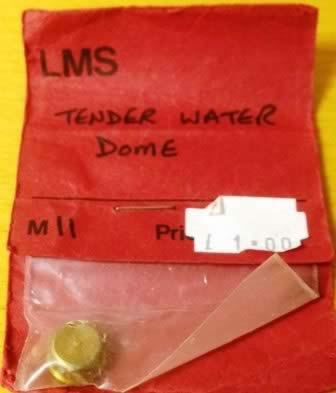 LMS
TENDER WATER
DOME
M11 Pri
£ 1.00